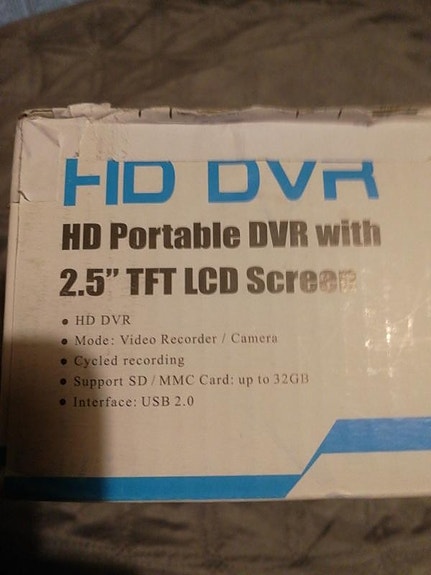 HD DVR
HD Portable DVR with
2.5” TFT LCD Screen
• HD DVR
• Mode: Video Recorder / Camera
• Cycled recording
• Support SD / MMC Card: up to 32GB
• Interface: USB 2.0